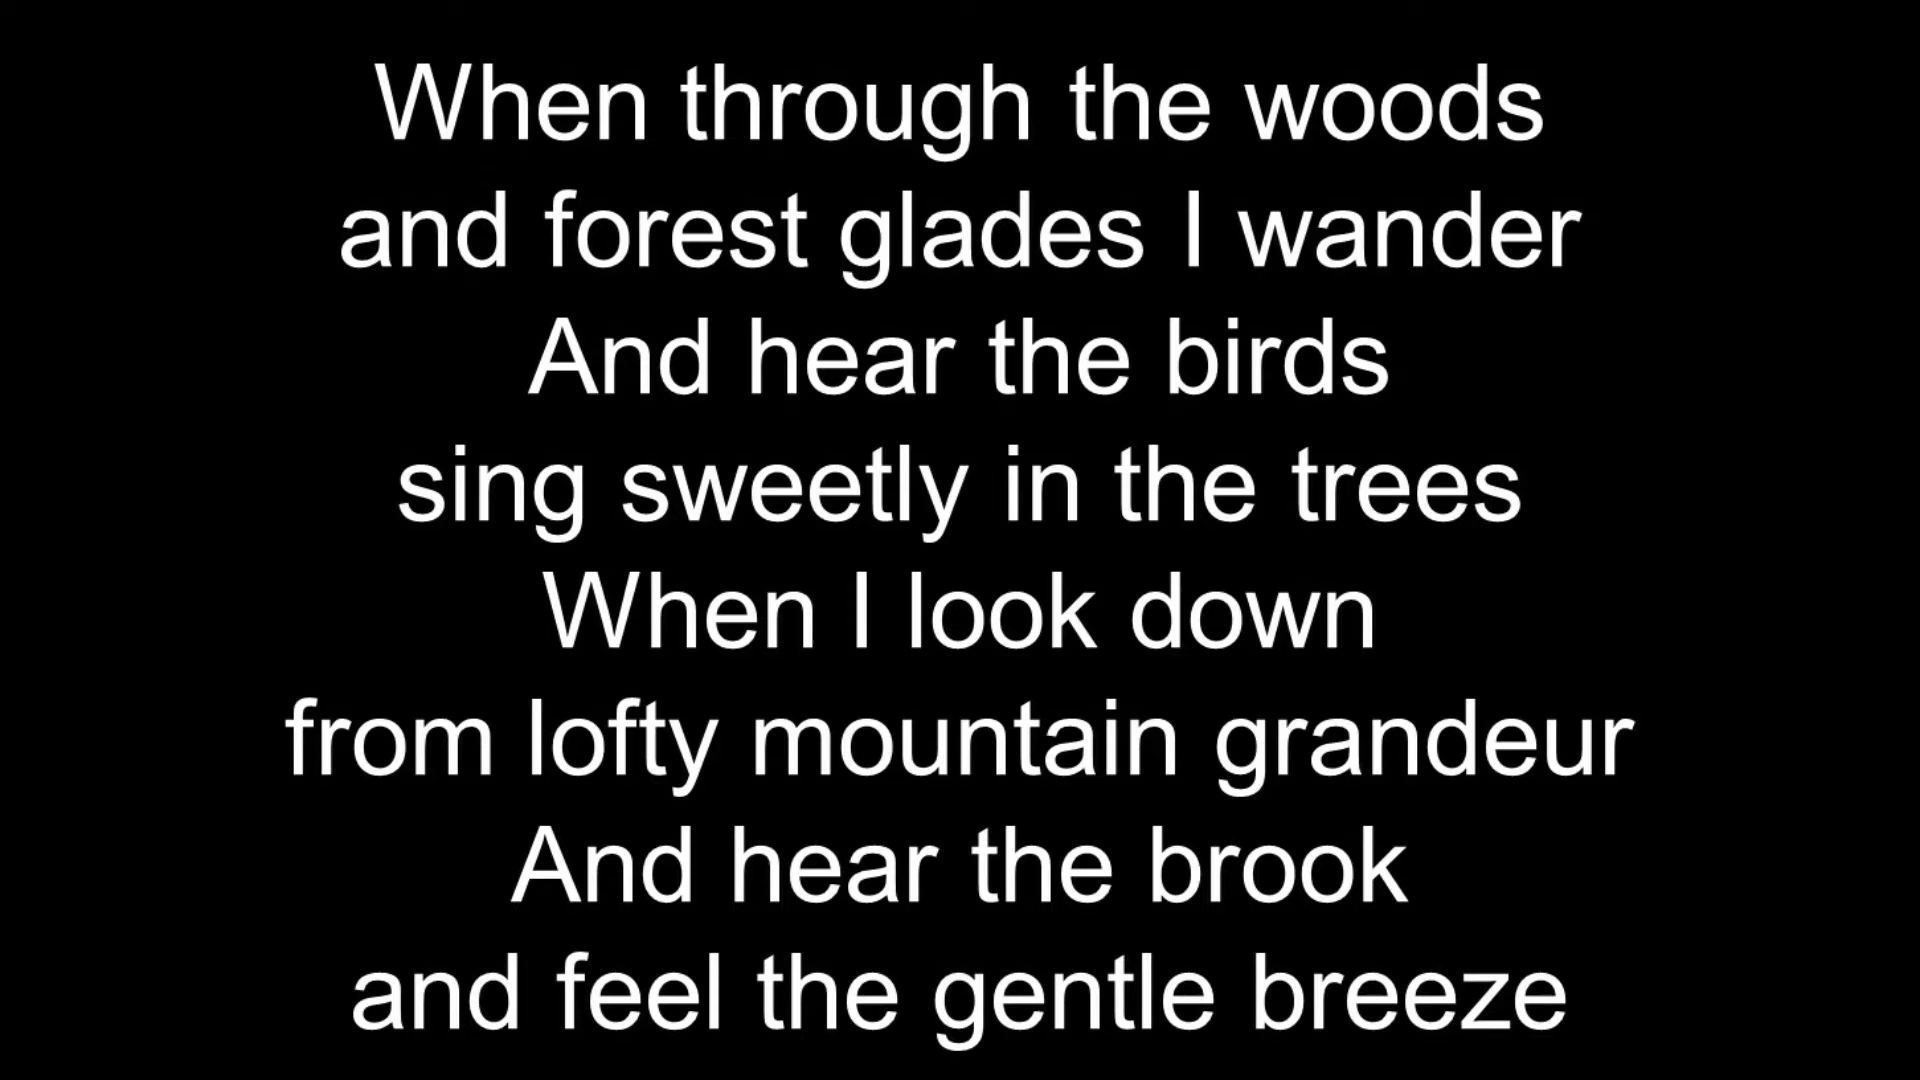 When through the woods
and forest glades I wander
And hear the birds
sing sweetly in the trees
When I look down
from lofty mountain grandeur
And hear the brook
and feel the gentle breeze